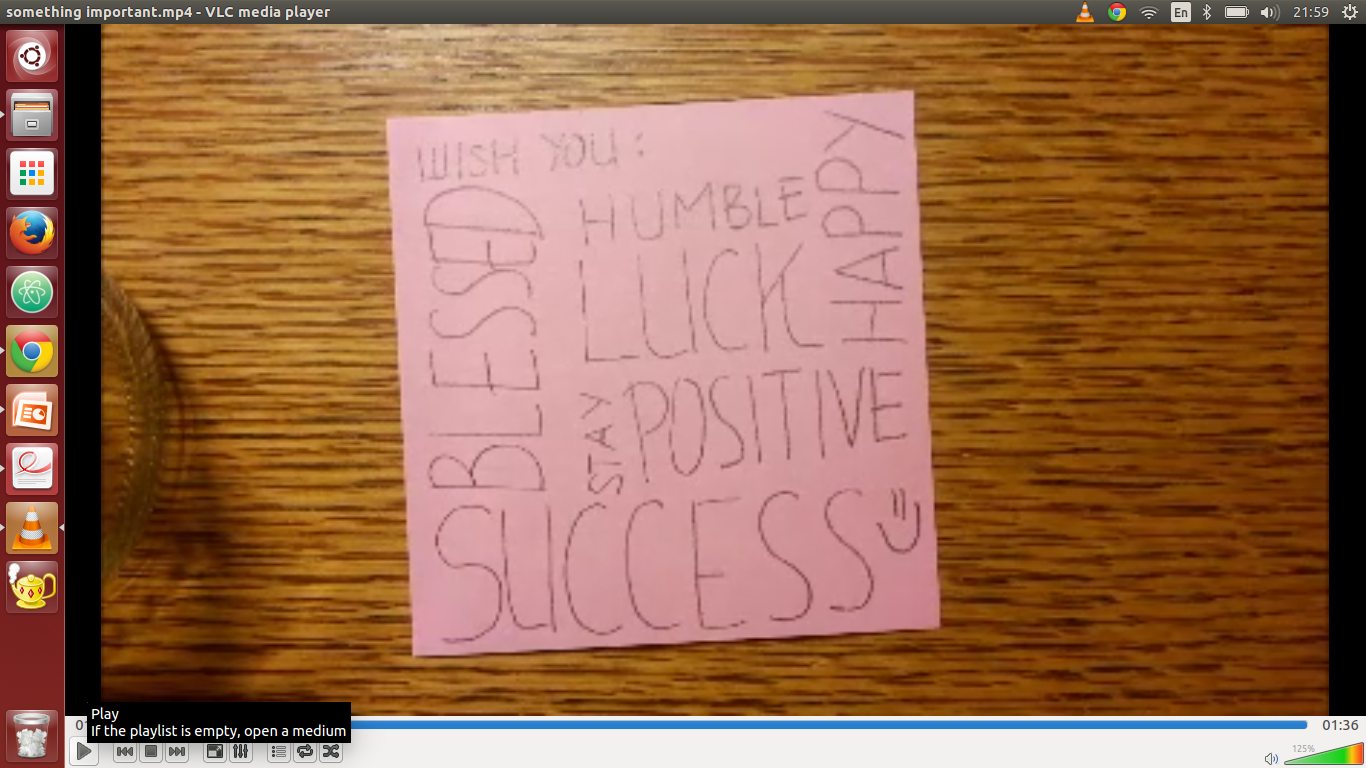 something important.mp4 - VLC media player
En
21:59
WISH YOU :
BLESSED
HUMBLE
HAPPY
LUCK
STAY
POSITIVE
SUCCESS
Play
If the playlist is empty, open a medium
01:36
125%